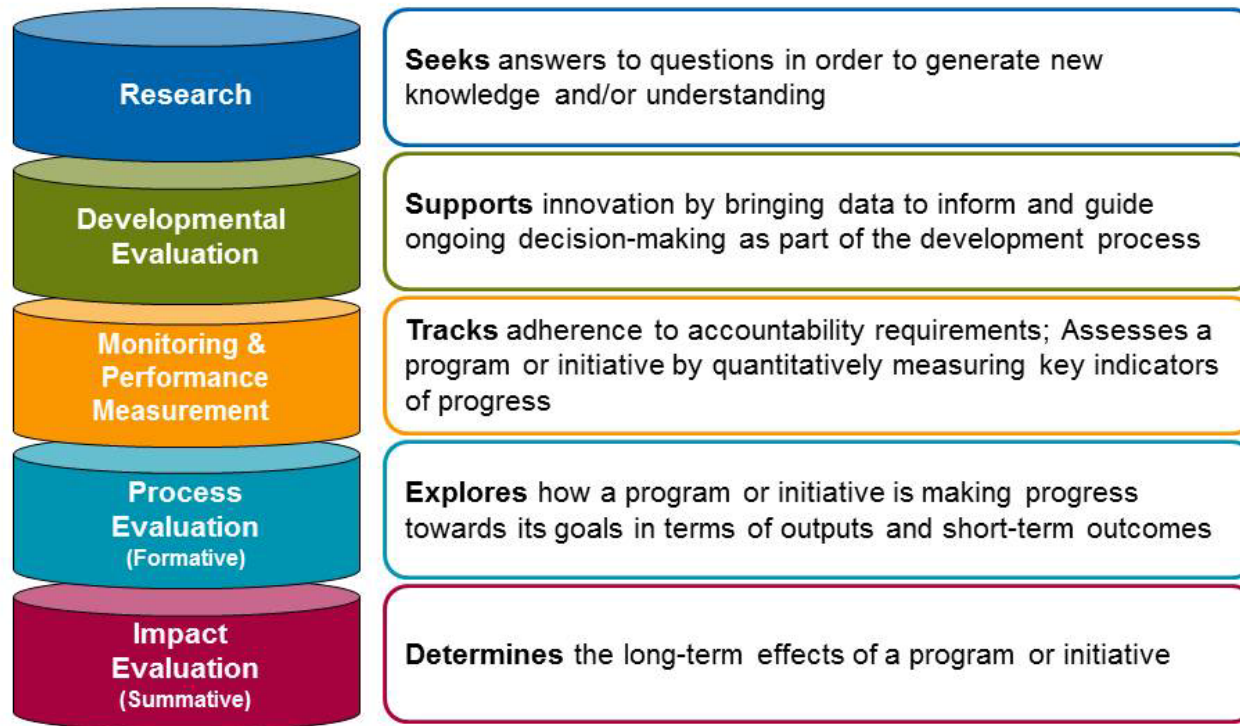 Research
Seeks answers to questions in order to generate new
knowledge and/or understanding
Developmental
Evaluation
Supports innovation by bringing data to inform and guide
ongoing decision-making as part of the development process
Monitoring &
Performance
Measurement
Tracks adherence to accountability requirements; Assesses a
program or initiative by quantitatively measuring key indicators
of progress
Process
Evaluation
(Formative)
Explores how a program or initiative is making progress
towards its goals in terms of outputs and short-term outcomes
Impact
Evaluation
(Summative)
Determines the long-term effects of a program or initiative